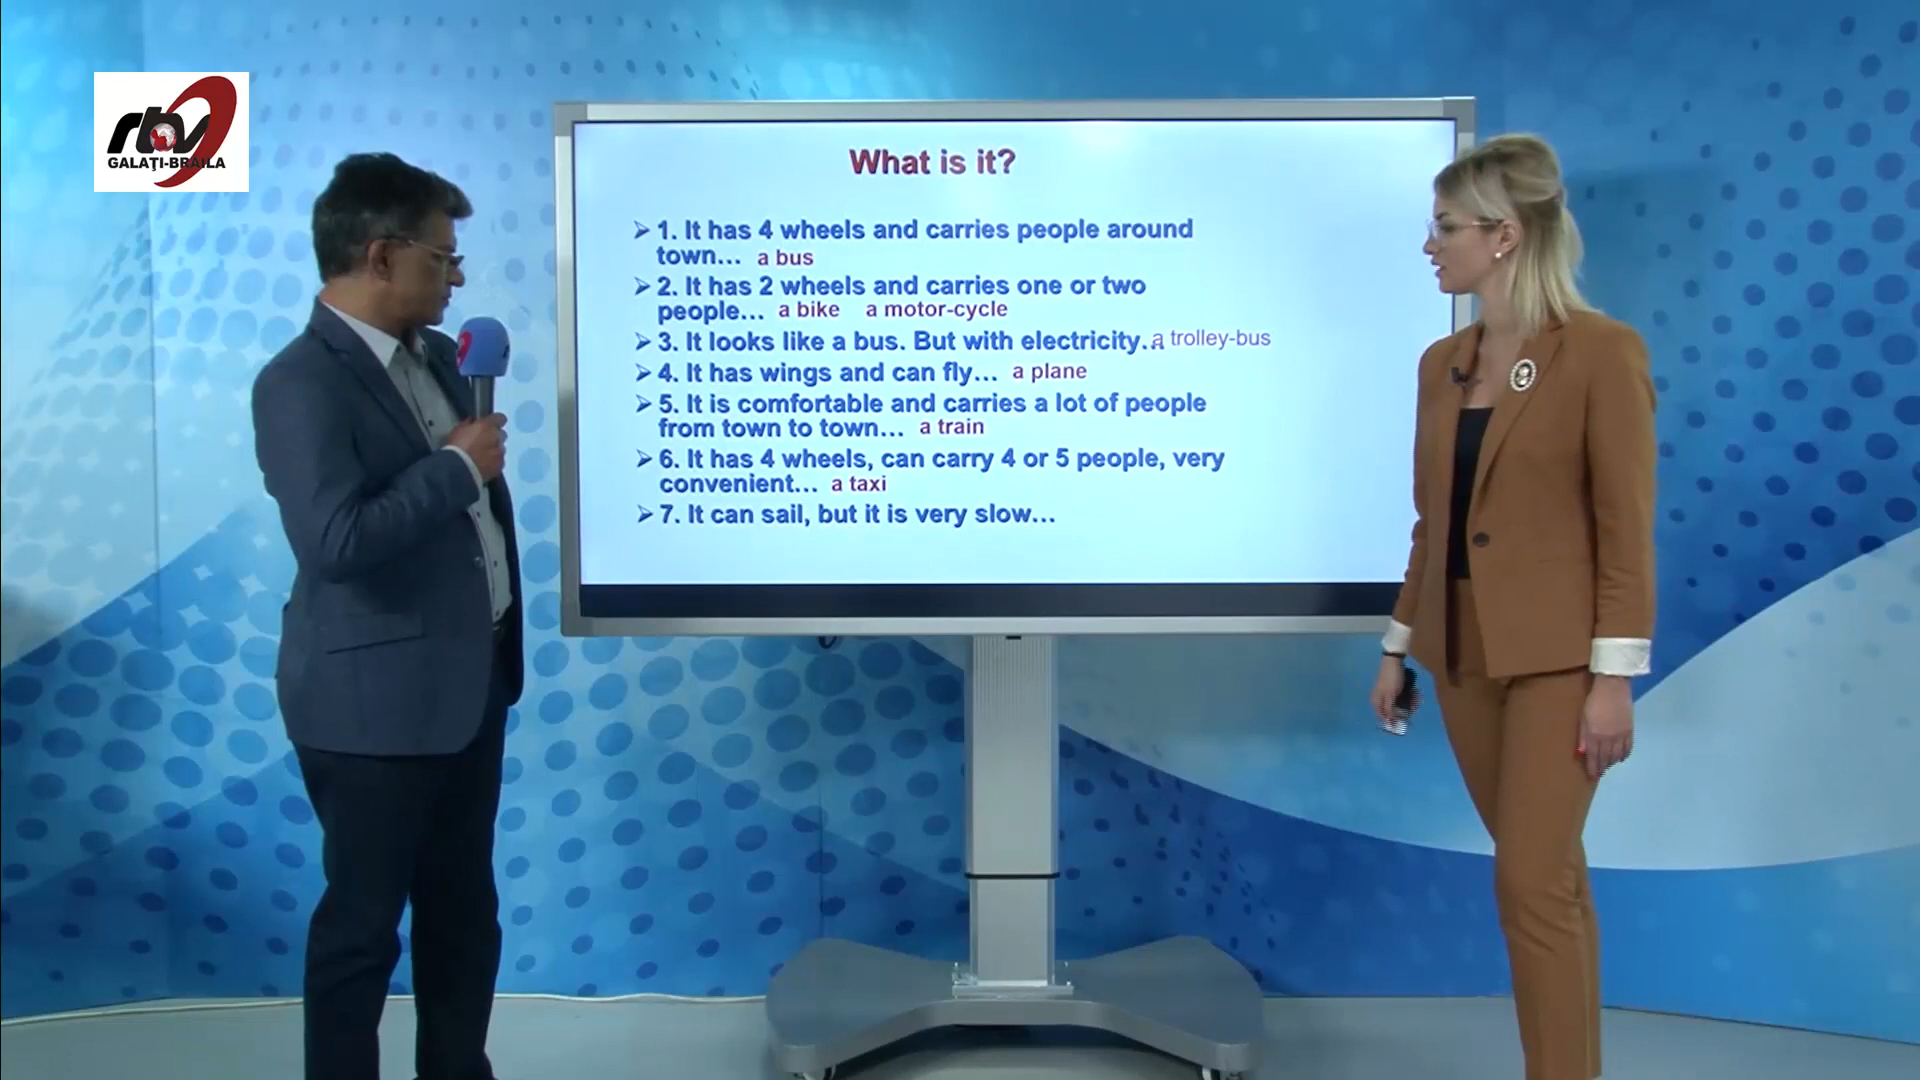 rtv
GALAŢI-BRĂILA
What is it?
1. It has 4 wheels and carries people around
town... a bus
2. It has 2 wheels and carries one or two
people... a bike a motor-cycle
3. It looks like a bus. But with electricity... a trolley-bus
4. It has wings and can fly... a plane
5. It is comfortable and carries a lot of people
from town to town... a train
6. It has 4 wheels, can carry 4 or 5 people, very
convenient... a taxi
7. It can sail, but it is very slow...